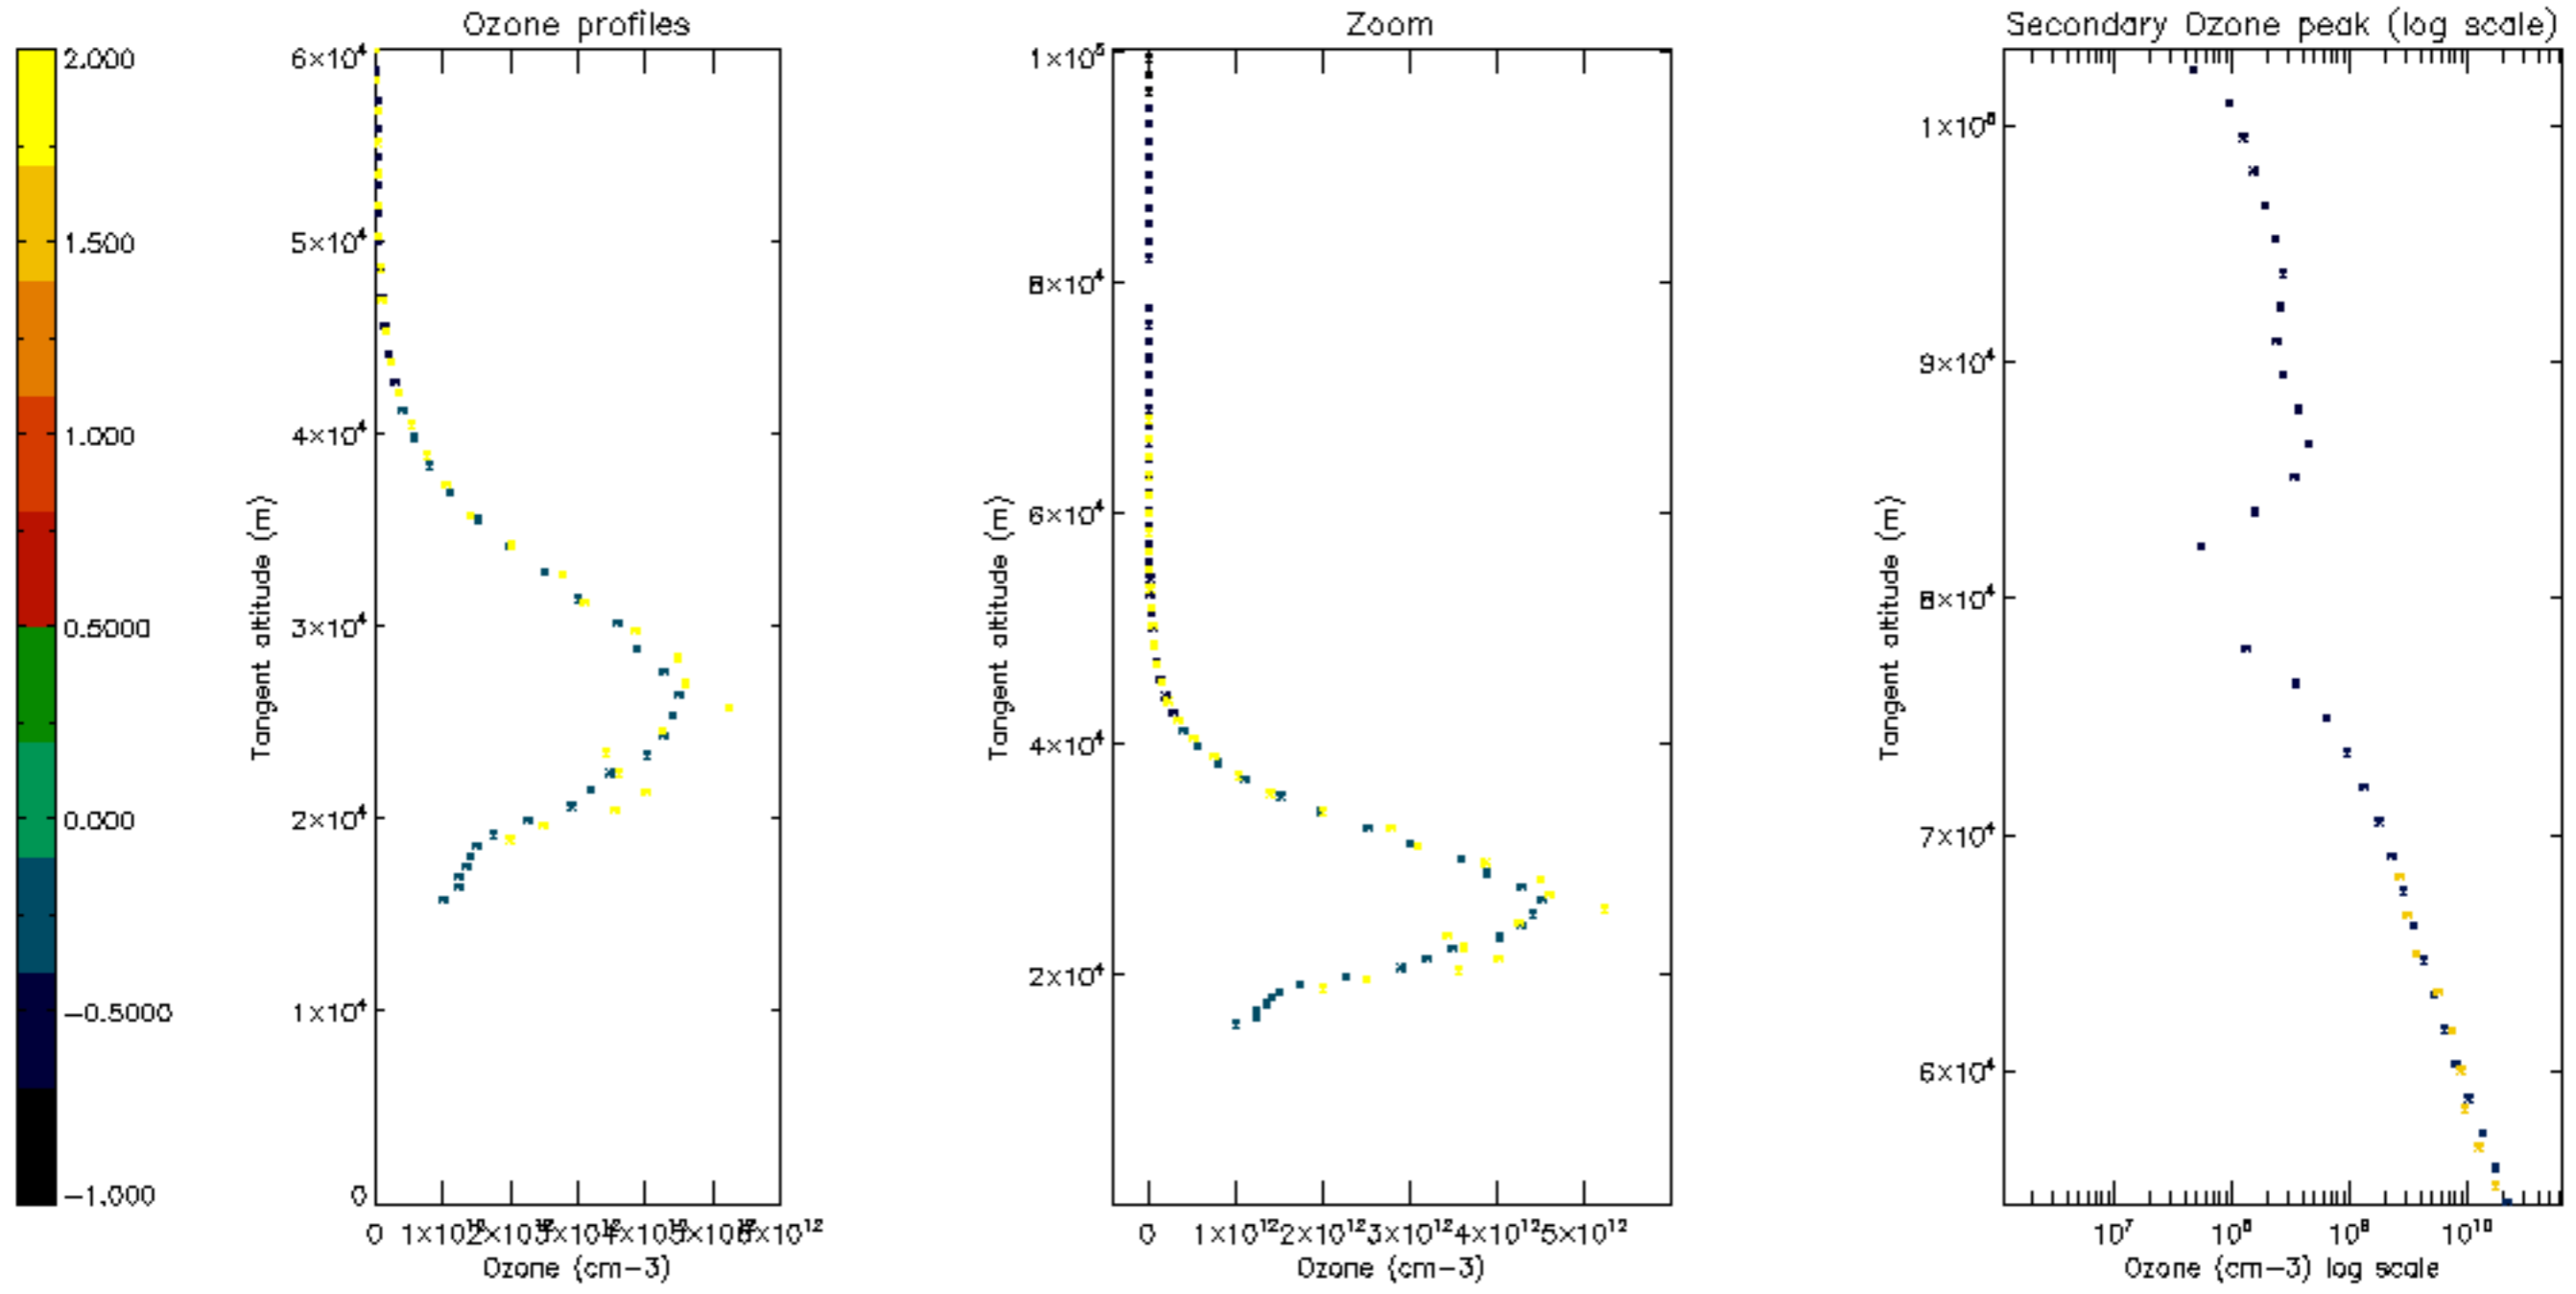 Ozone profiles
Zoom
Secondary Ozone peak (log scale)
2.000
1.500
1.000
0.5000
0.000
−0.5000
−1.000
6×10⁴
5×10⁴
4×10⁴
3×10⁴
2×10⁴
1×10⁴
0
Tangent altitude (m)
0
Ozone (cm−3)
1×10⁵
8×10⁴
6×10⁴
4×10⁴
2×10⁴
Tangent altitude (m)
0 1×10¹² 2×10¹² 3×10¹² 4×10¹² 5×10¹²
Ozone (cm−3)
1×10⁵
9×10⁴
8×10⁴
7×10⁴
6×10⁴
Tangent altitude (m)
10⁷ 10⁸ 10⁹ 10¹⁰
Ozone (cm−3) log scale